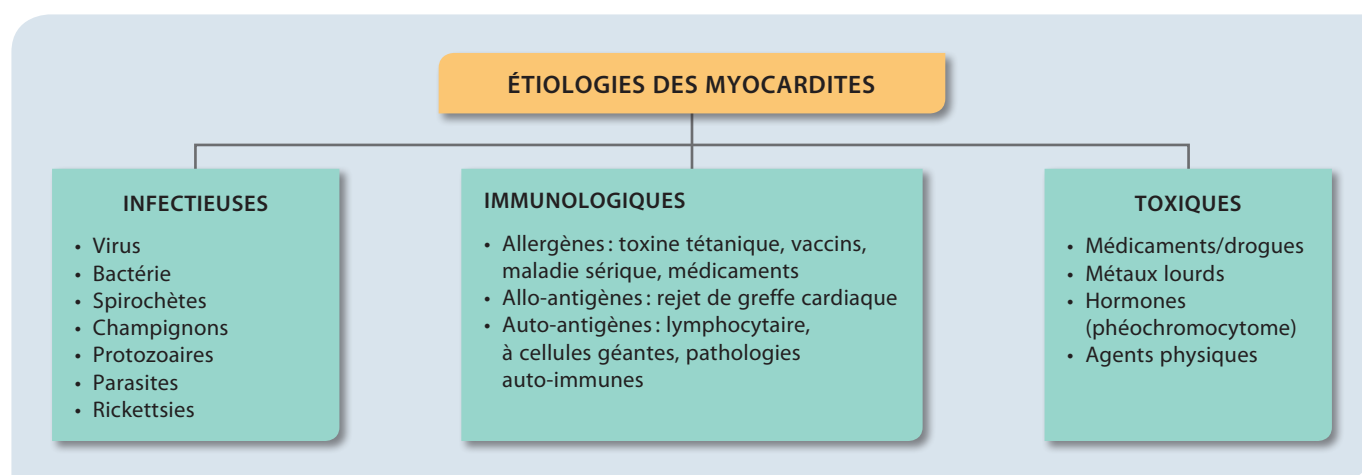 ÉTIOLOGIES DES MYOCARDITES
INFECTIEUSES
• Virus
• Bactérie
• Spirochètes
• Champignons
• Protozoaires
• Parasites
• Rickettsies
IMMUNOLOGIQUES
• Allergènes : toxine tétanique, vaccins,
maladie sérique, médicaments
• Allo-antigènes : rejet de greffe cardiaque
• Auto-antigènes : lymphocytaire,
à cellules géantes, pathologies
auto-immunes
TOXIQUES
• Médicaments/drogues
• Métaux lourds
• Hormones
(phéochromocytome)
• Agents physiques